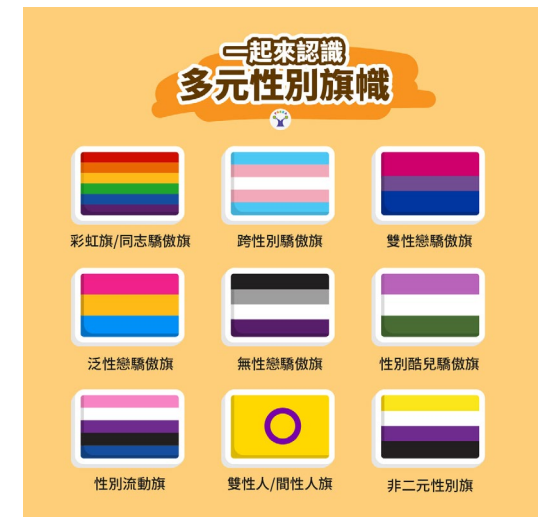 一起來認識
多元性別旗幟
彩虹旗/同志驕傲旗
跨性別驕傲旗
雙性戀驕傲旗
泛性戀驕傲旗
無性戀驕傲旗
性別酷兒驕傲旗
性別流動旗
雙性人/間性人旗
非二元性別旗